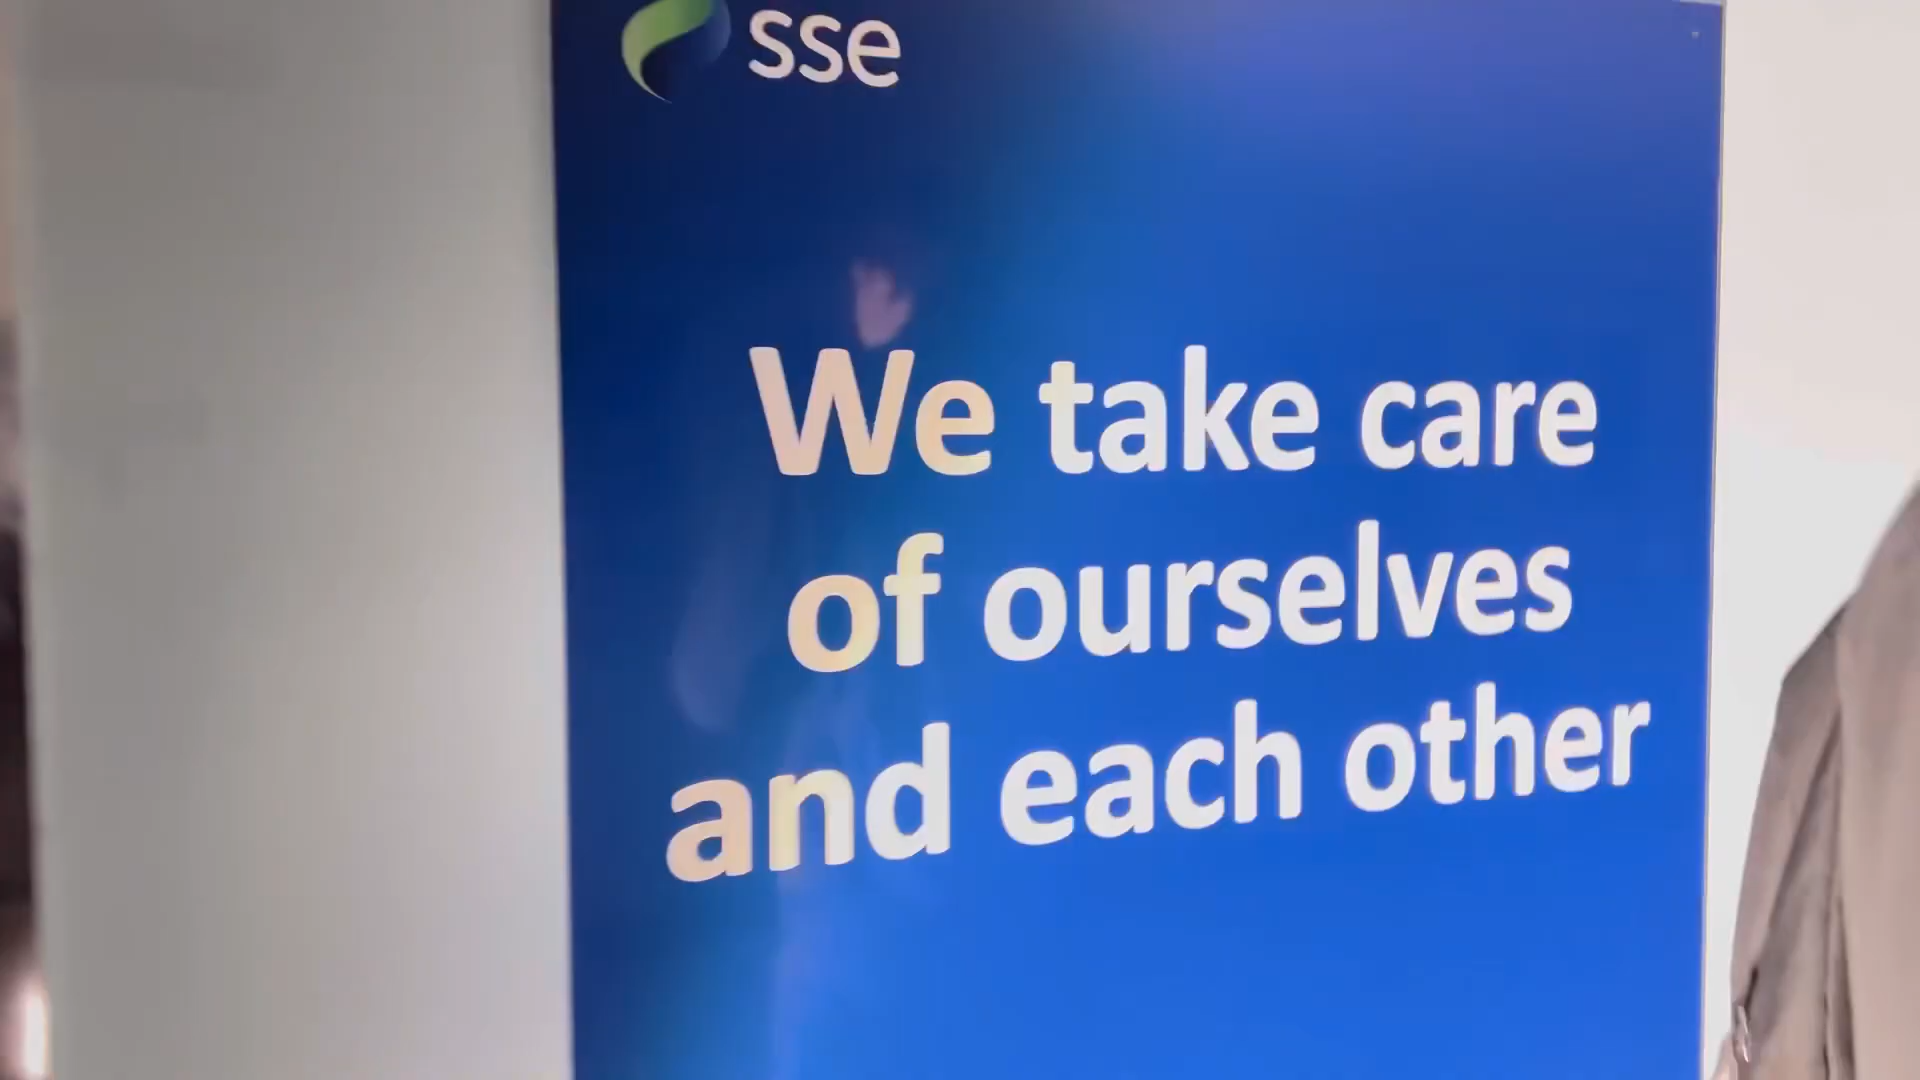 sse
We take care
of ourselves
and each other